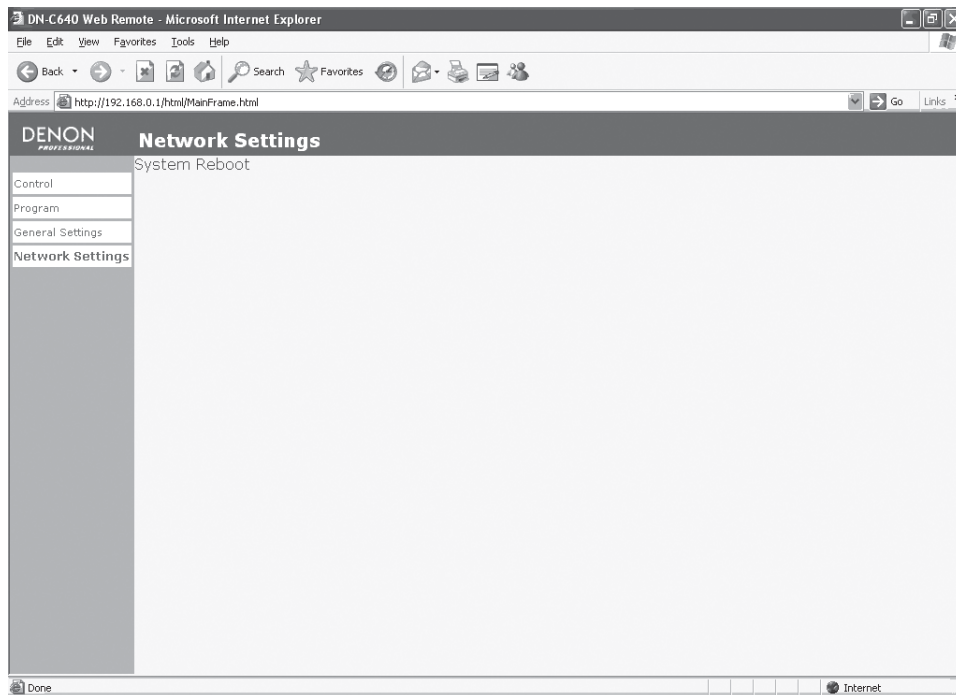 DN-C640 Web Remote - Microsoft Internet Explorer
File Edit View Favorites Tools Help
Back Search Favorites
Address http://192.168.0.1/html/MainFrame.html Go Links
DENON
PROFESSIONAL
Network Settings
System Reboot
Control
Program
General Settings
Network Settings
Done Internet